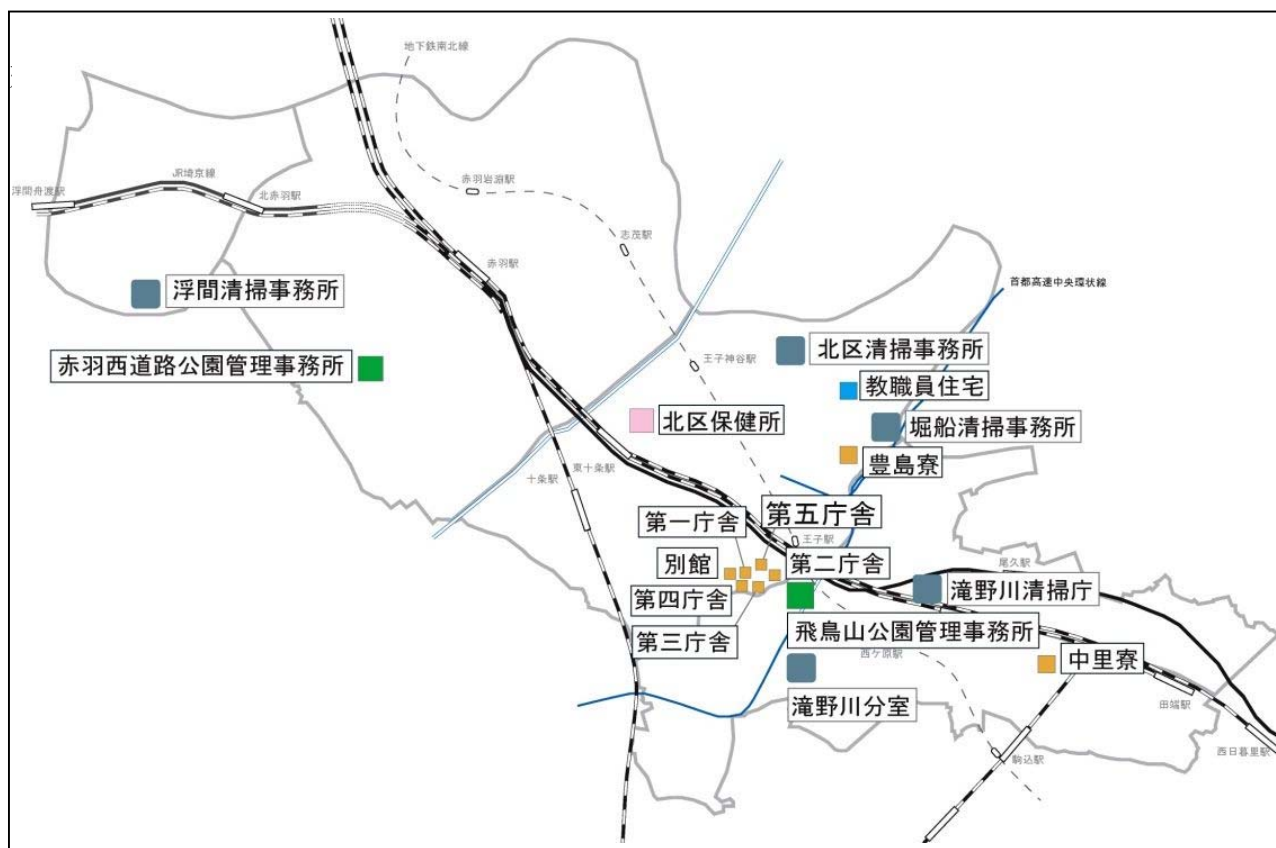 地下鉄南北線
JR埼京線
赤羽岩淵駅
浮間舟渡駅
北赤羽駅
志茂駅
赤羽駅
浮間清掃事務所
首都高速中央環状線
赤羽西道路公園管理事務所
王子神谷駅
北区清掃事務所
教職員住宅
北区保健所
堀船清掃事務所
豊島寮
東十条駅
十条駅
第一庁舎
第五庁舎
王子駅
別館
第二庁舎
尾久駅
第四庁舎
滝野川清掃庁
第三庁舎
飛鳥山公園管理事務所
西ケ原駅
中里寮
滝野川分室
田端駅
西日暮里駅
駒込駅